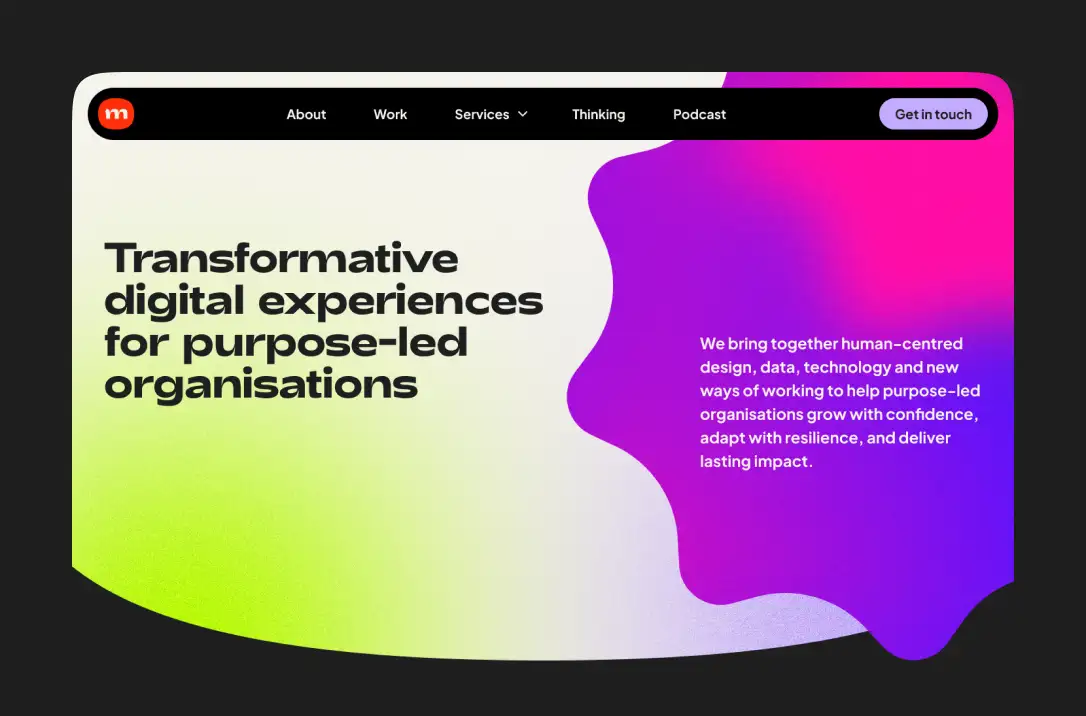 m
About
Work
Services
Thinking
Podcast
Get in touch
Transformative
digital experiences
for purpose-led
organisations
We bring together human-centred
design, data, technology and new
ways of working to help purpose-led
organisations grow with confidence,
adapt with resilience, and deliver
lasting impact.